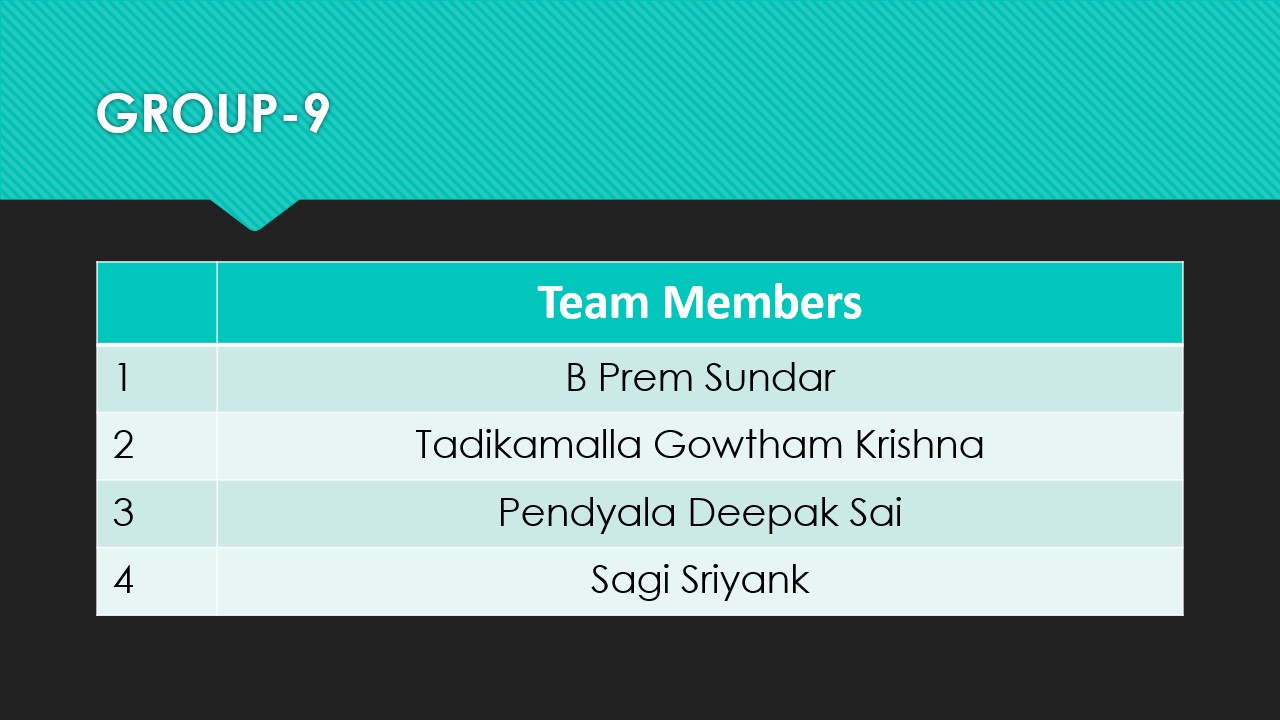 GROUP-9
Team Members
1 B Prem Sundar
2 Tadikamalla Gowtham Krishna
3 Pendyala Deepak Sai
4 Sagi Sriyank